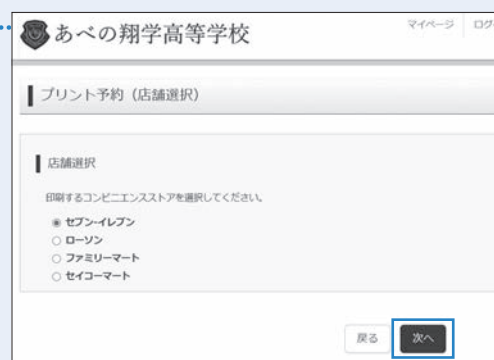 あべの翔学高等学校
マイページ
プリント予約（店舗選択）
店舗選択
印刷するコンビニエンスストアを選択してください。
セブン-イレブン
ローソン
ファミリーマート
セイコーマート
戻る
次へ